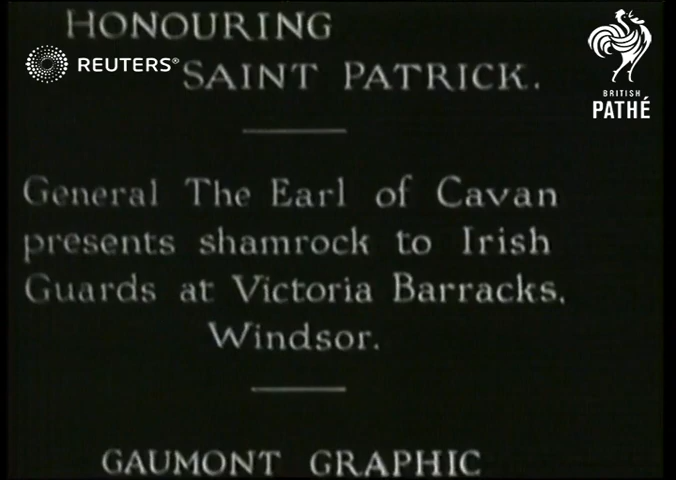 HONOURING
SAINT PATRICK.
General The Earl of Cavan
presents shamrock to Irish
Guards at Victoria Barracks.
Windsor.
GAUMONT GRAPHIC
REUTERS®
BRITISH
PATHÉ